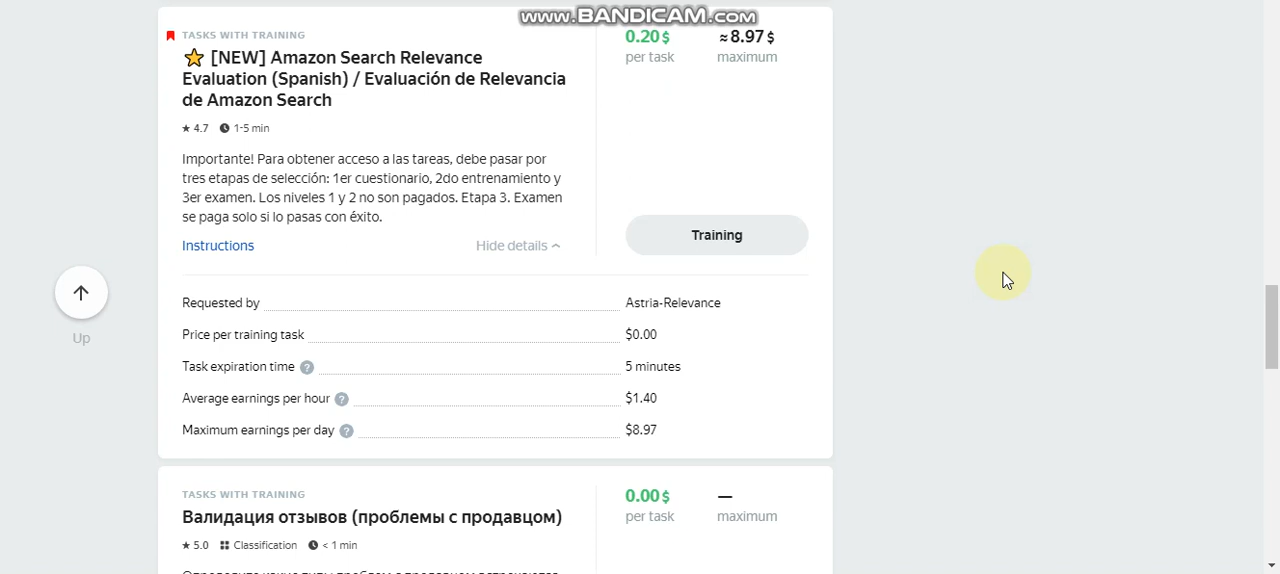 www.BANDICAM.com
TASKS WITH TRAINING
[NEW] Amazon Search Relevance
Evaluation (Spanish) / Evaluación de Relevancia
de Amazon Search
4.7 1-5 min
Importante! Para obtener acceso a las tareas, debe pasar por
tres etapas de selección: 1er cuestionario, 2do entrenamiento y
3er examen. Los niveles 1 y 2 no son pagados. Etapa 3. Examen
se paga solo si lo pasas con éxito.
Instructions Hide details
0.20 $ ≈ 8.97 $
per task maximum
Training
Requested by Astria-Relevance
Price per training task $0.00
Task expiration time ? 5 minutes
Average earnings per hour ? $1.40
Maximum earnings per day ? $8.97
Up
TASKS WITH TRAINING
Валидация отзывов (проблемы с продавцом)
5.0 Classification < 1 min
0.00 $ —
per task maximum